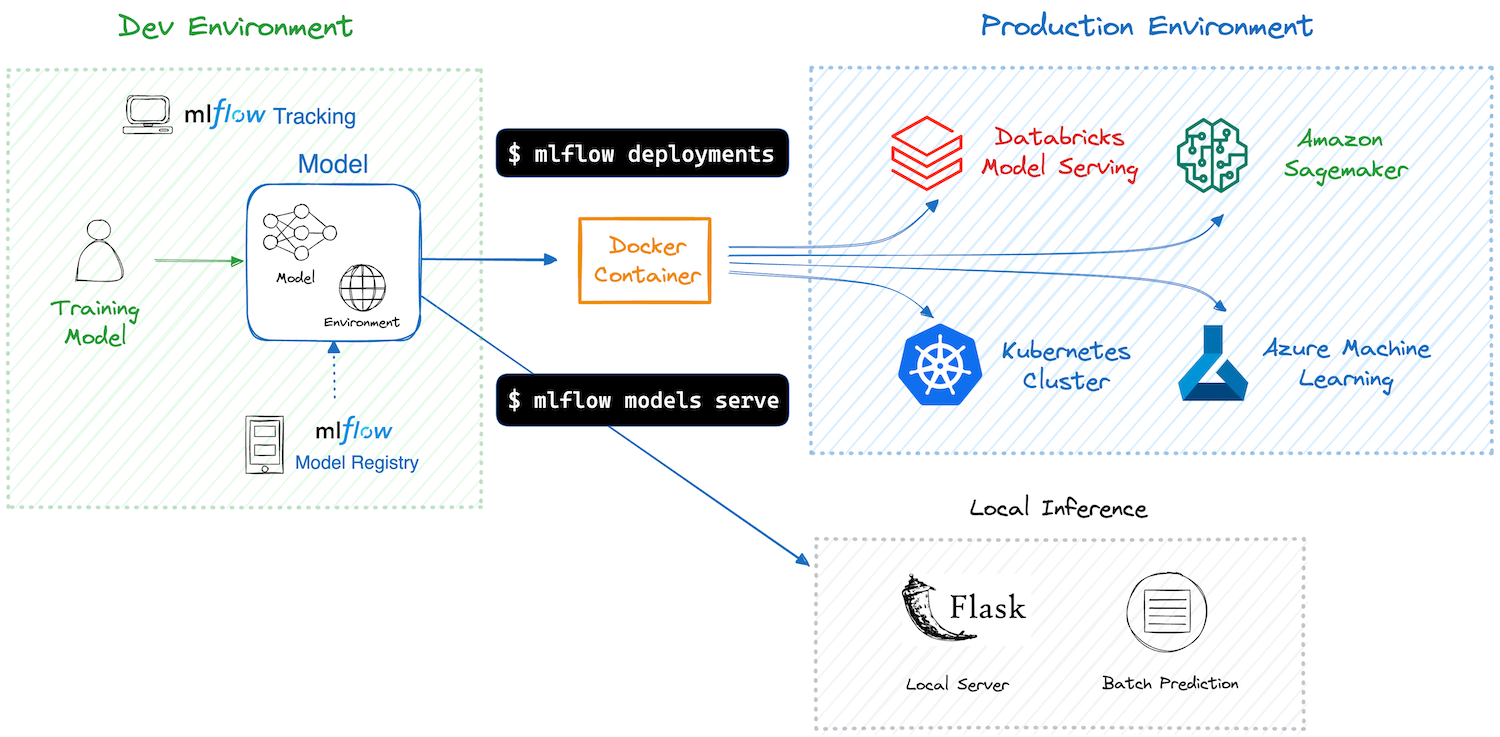 Dev Environment
Production Environment
mlflow Tracking
Model
Model
Environment
Training
Model
mlflow
Model Registry
$ mlflow deployments
Docker
Container
$ mlflow models serve
Databricks
Model Serving
Amazon
Sagemaker
Kubernetes
Cluster
Azure Machine
Learning
Local Inference
Flask
Local Server
Batch Prediction